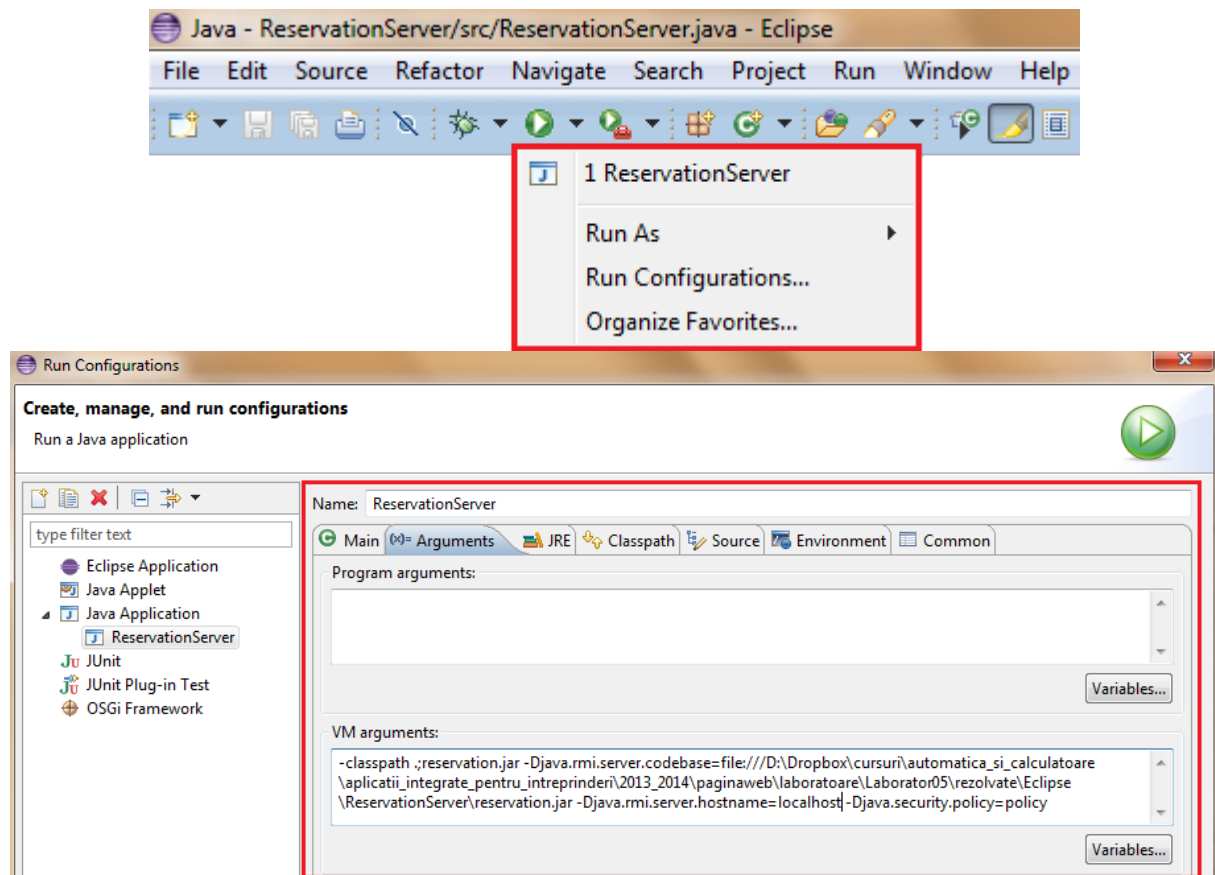 Java - ReservationServer/src/ReservationServer.java - Eclipse
File Edit Source Refactor Navigate Search Project Run Window Help
1 ReservationServer
Run As
Run Configurations...
Organize Favorites...
Run Configurations
Create, manage, and run configurations
Run a Java application
type filter text
Eclipse Application
Java Applet
Java Application
ReservationServer
JUnit
JUnit Plug-in Test
OSGi Framework
Name: ReservationServer
Main (x)= Arguments JRE Classpath Source Environment Common
Program arguments:
Variables...
VM arguments:
-classpath .;reservation.jar -Djava.rmi.server.codebase=file:///D:\Dropbox\cursuri\automatica_si_calculatoare
\aplicatii_integrate_pentru_intreprinderi\2013_2014\paginaweb\laboratoare\Laborator05\rezolvate\Eclipse
\ReservationServer\reservation.jar -Djava.rmi.server.hostname=localhost -Djava.security.policy=policy
Variables...